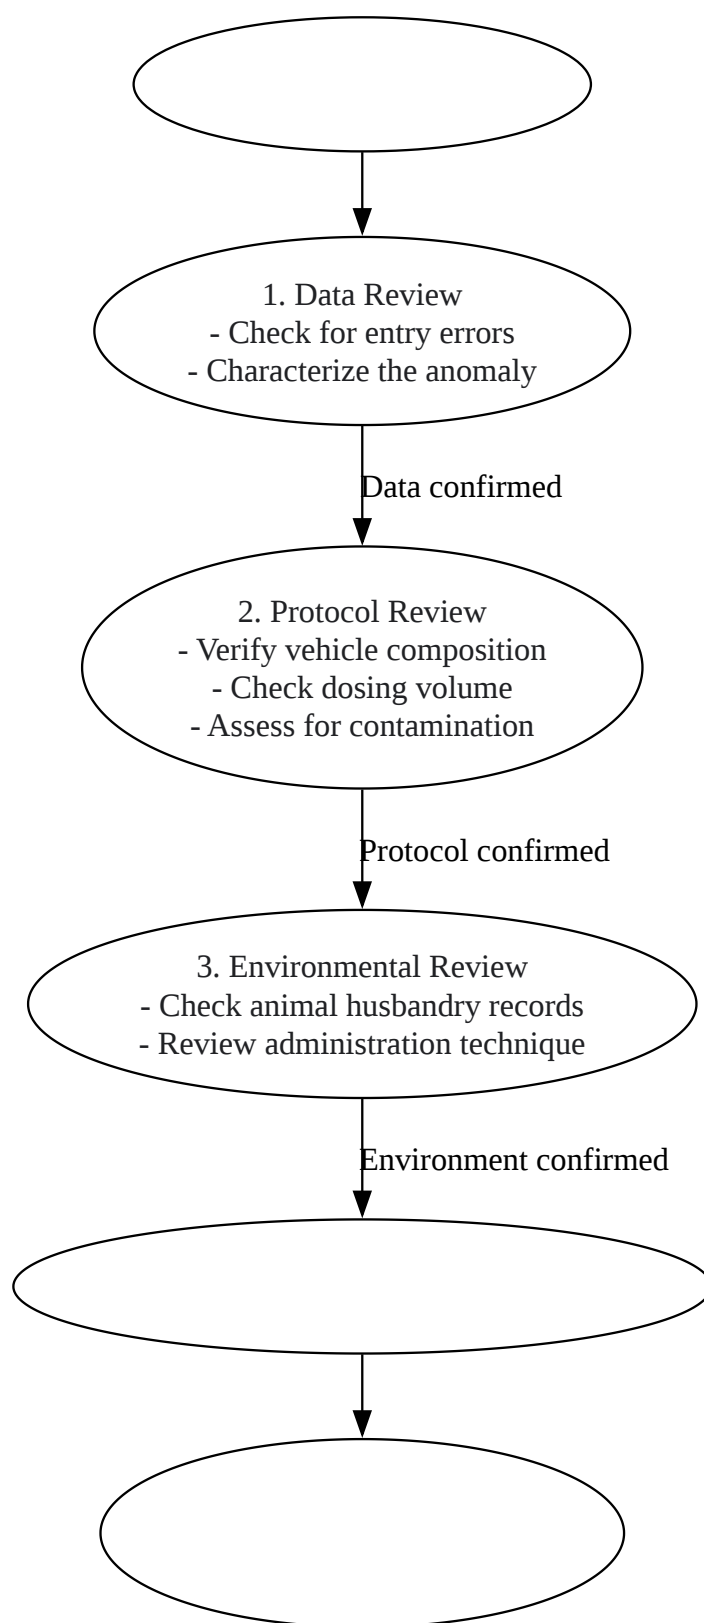 1. Data Review
- Check for entry errors
- Characterize the anomaly
Data confirmed
2. Protocol Review
- Verify vehicle composition
- Check dosing volume
- Assess for contamination
Protocol confirmed
3. Environmental Review
- Check animal husbandry records
- Review administration technique
Environment confirmed